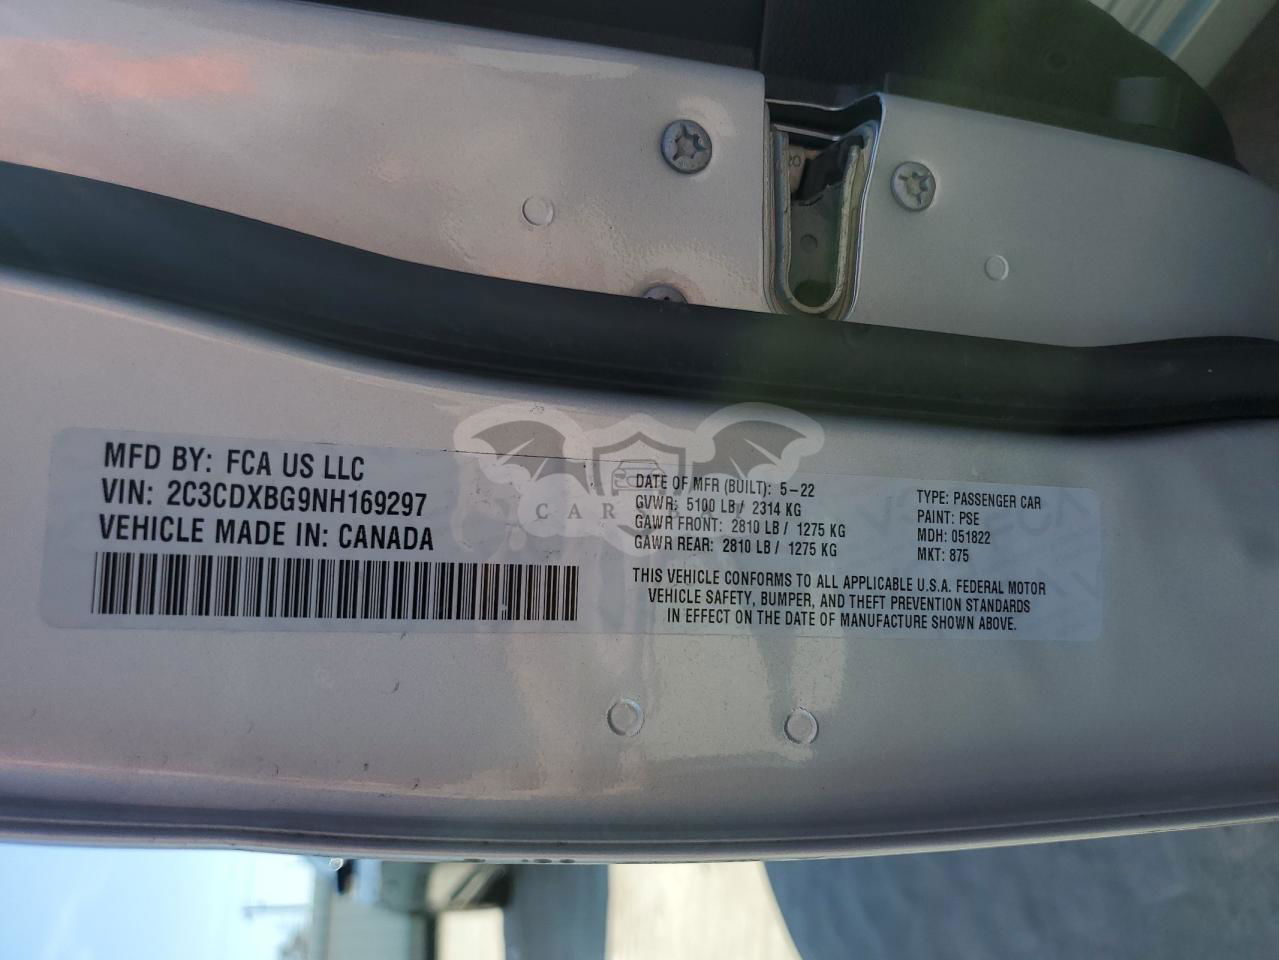 MFD BY: FCA US LLC
VIN: 2C3CDXBG9NH169297
VEHICLE MADE IN: CANADA
DATE OF MFR (BUILT): 5-22
GVWR: 5100 LB / 2314 KG
GAWR FRONT: 2810 LB / 1275 KG
GAWR REAR: 2810 LB / 1275 KG
TYPE: PASSENGER CAR
PAINT: PSE
MDH: 051822
MKT: 875
THIS VEHICLE CONFORMS TO ALL APPLICABLE U.S.A. FEDERAL MOTOR
VEHICLE SAFETY, BUMPER, AND THEFT PREVENTION STANDARDS
IN EFFECT ON THE DATE OF MANUFACTURE SHOWN ABOVE.